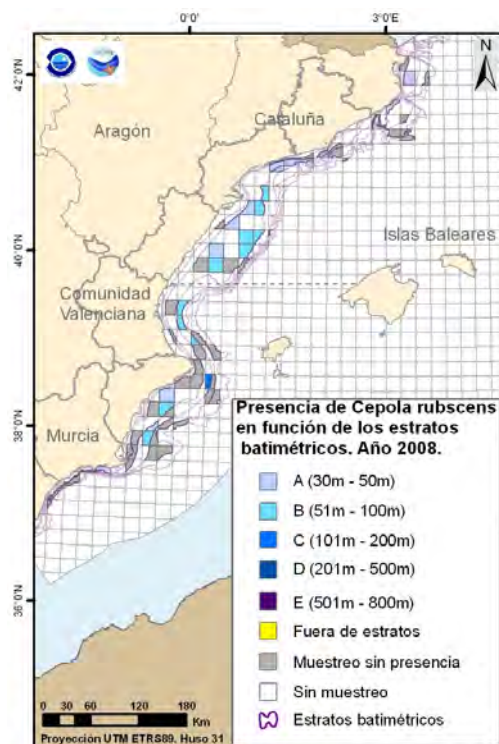 0°0'
3°0'E
42°0'N
N
Cataluña
Aragón
40°0'N
Islas Baleares
Comunidad
Valenciana
38°0'N
Murcia
36°0'N
Presencia de Cepola rubscens
en función de los estratos
batimétricos. Año 2008.
A (30m - 50m)
B (51m - 100m)
C (101m - 200m)
D (201m - 500m)
E (501m - 800m)
Fuera de estratos
Muestreo sin presencia
Sin muestreo
Estratos batimétricos
0 30 60 120 180
Km
Proyección UTM ETRS89. Huso 31